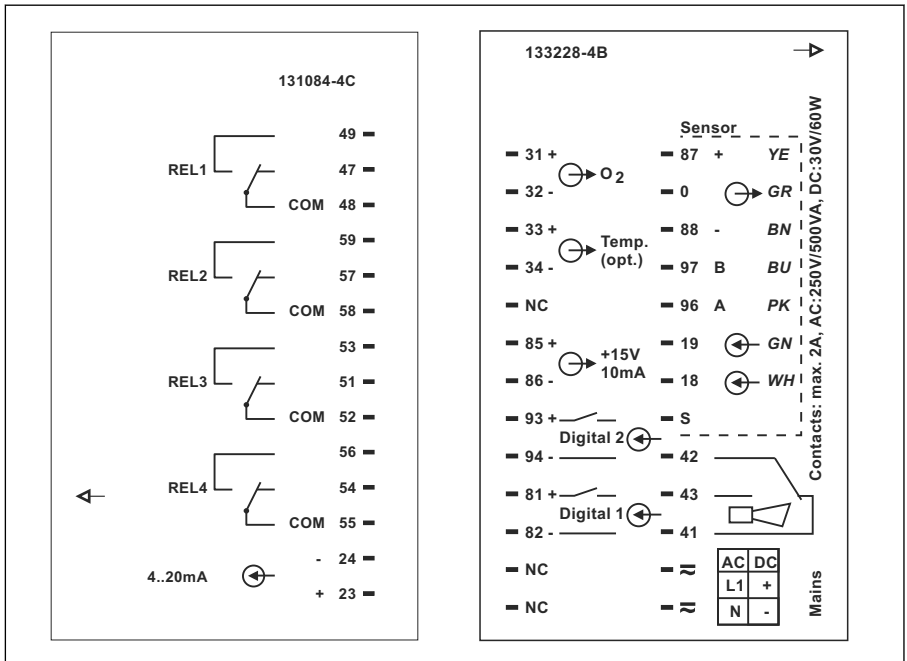 131084-4C
49
REL1
47
COM 48
59
REL2
57
COM 58
53
REL3
51
COM 52
56
REL4
54
COM 55
- 24
4..20mA
+ 23
133228-4B
Sensor
31 +
O2
32 -
33 +
Temp.
(opt.)
34 -
NC
85 +
+15V
10mA
86 -
93 +
Digital 2
94 -
81 +
Digital 1
82 -
NC
NC
87 + YE
0 GR
88 - BN
97 B BU
96 A PK
19 GN
18 WH
S
42
43
41
AC DC
L1 +
N -
Contacts: max. 2A, AC:250V/500VA, DC:30V/60W
Mains